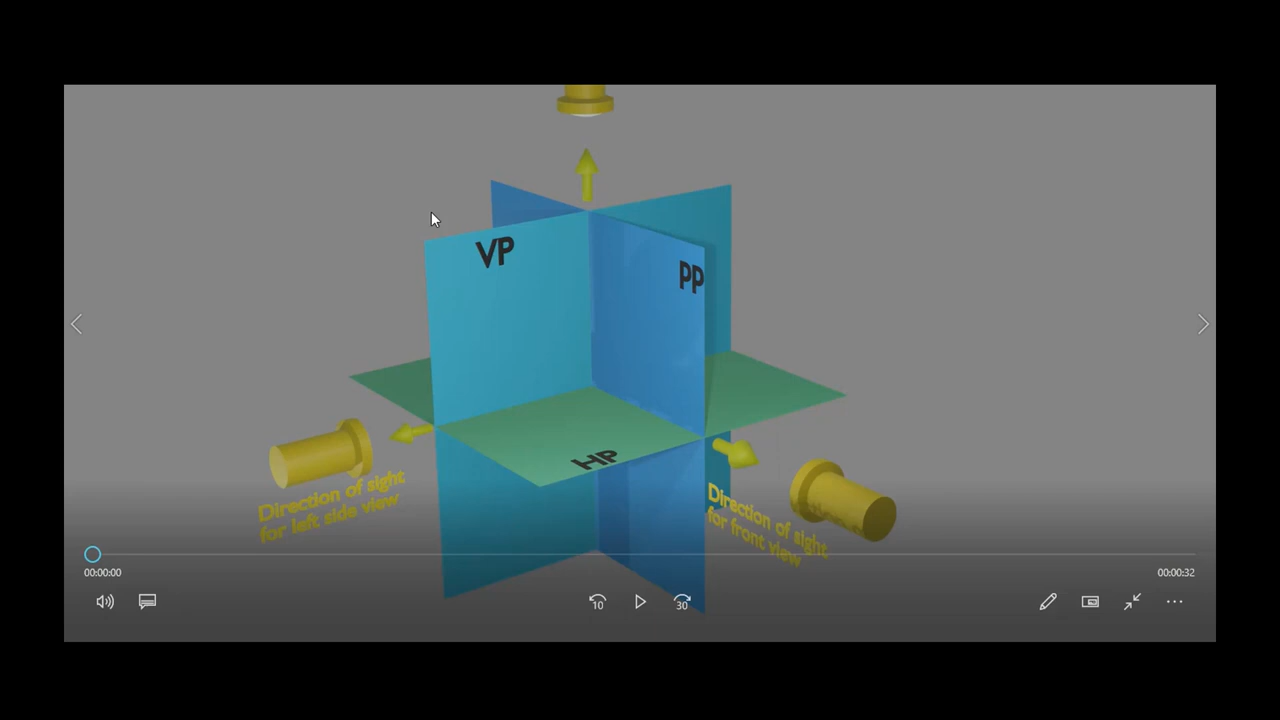 VP
PP
HP
Direction of sight
for left side view
Direction of sight
for front view
00:00:00
00:00:32
10
30